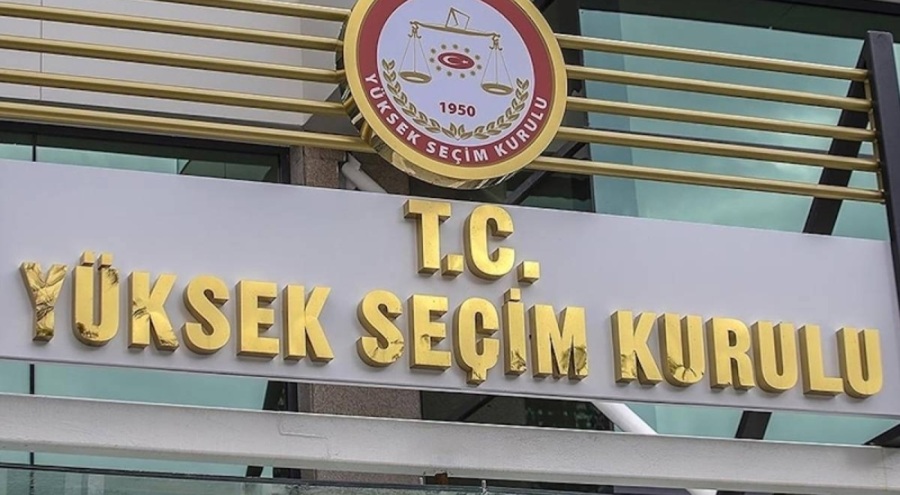 1950
YÜKSEK SEÇİM KURULU
T.C.
YÜKSEK SEÇİM KURULU